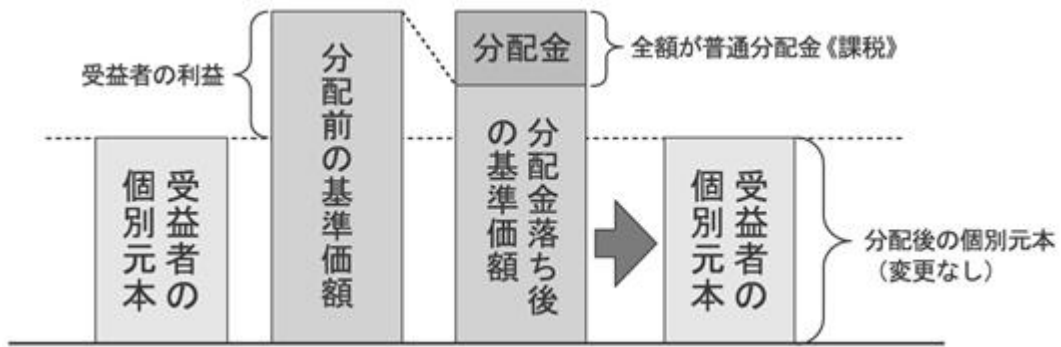 受益者の利益
受益者の
個別元本
分配前の基準価額
分配金
全額が普通分配金《課税》
分配金落ち後
の基準価額
受益者の
個別元本
分配後の個別元本
（変更なし）